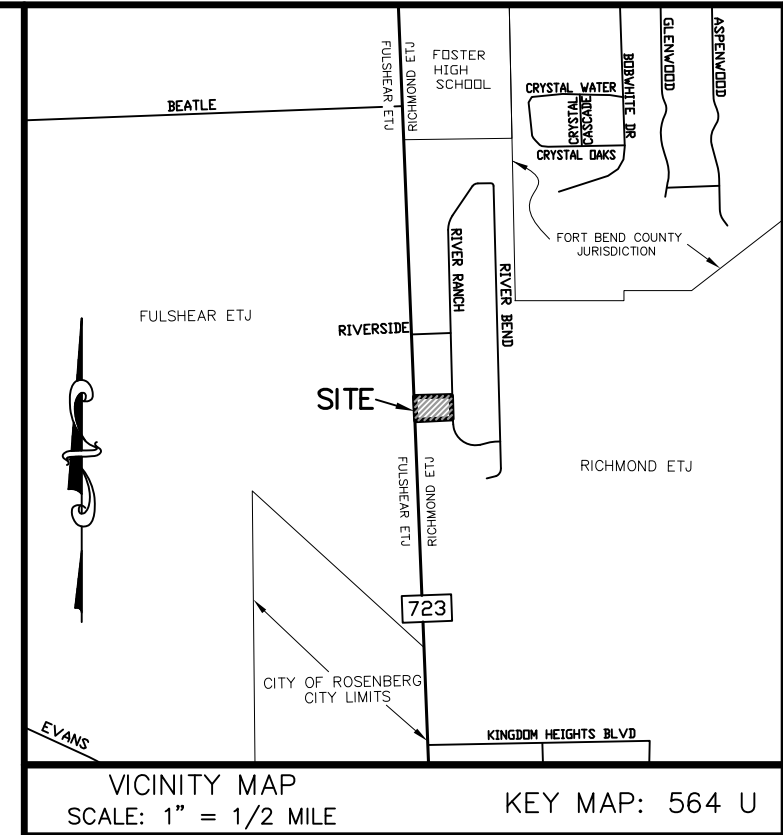 FULSHEAR ETJ
RICHMOND ETJ
FOSTER
HIGH
SCHOOL
BEATLE
CRYSTAL WATER
CRYSTAL
CASCADE
CRYSTAL OAKS
BOBWHITE DR
GLENWOOD
ASPENWOOD
FORT BEND COUNTY
JURISDICTION
RIVER RANCH
RIVER BEND
FULSHEAR ETJ
RIVERSIDE
SITE
FULSHEAR ETJ
RICHMOND ETJ
RICHMOND ETJ
723
CITY OF ROSENBERG
CITY LIMITS
EVANS
KINGDOM HEIGHTS BLVD
VICINITY MAP
SCALE: 1" = 1/2 MILE
KEY MAP: 564 U